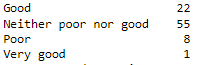 Good 22
Neither poor nor good 55
Poor 8
Very good 1